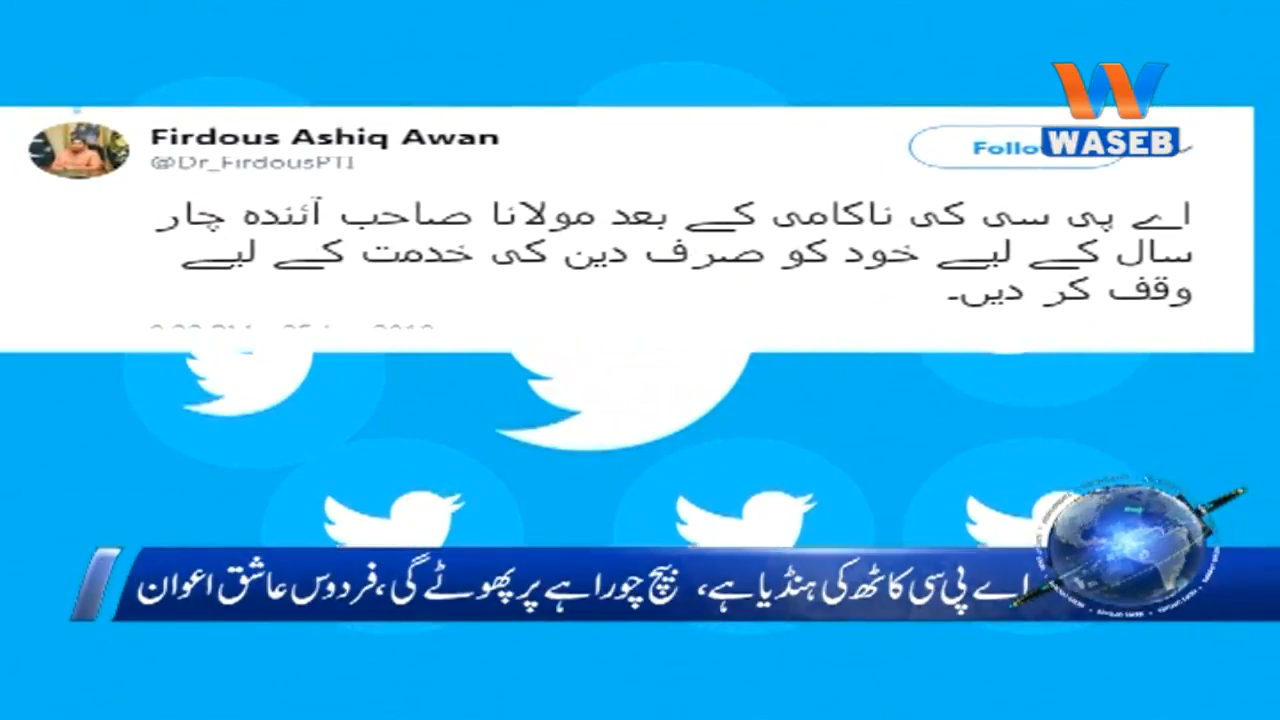 W
WASEB
Firdous Ashiq Awan
@Dr_FirdousPTI
اے پی سی کی ناکامی کے بعد مولانا صاحب آئندہ چار
سال کے لیے خود کو صرف دین کی خدمت کے لیے
وقف کر دیں۔
اے پی سی کاٹھ کی ہنڈیا ہے، بیچ چوراہے پر پھوٹے گی، فردوس عاشق اعوان